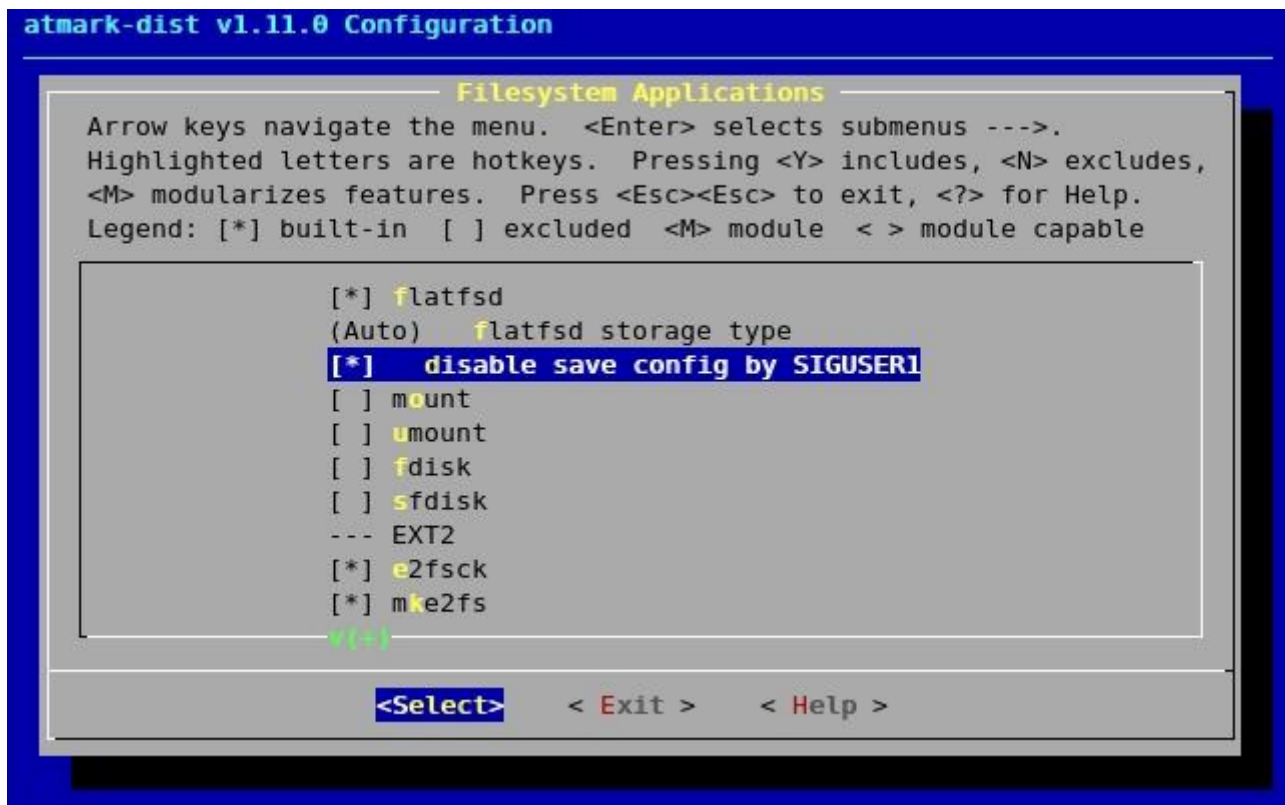 atmark-dist v1.11.0 Configuration
Filesystem Applications
Arrow keys navigate the menu.  <Enter> selects submenus --->.
Highlighted letters are hotkeys.  Pressing <Y> includes, <N> excludes,
<M> modularizes features.  Press <Esc><Esc> to exit, <?> for Help.
Legend: [*] built-in  [ ] excluded  <M> module  < > module capable
[*] flatfsd
(Auto)   flatfsd storage type
[*]   disable save config by SIGUSER1
[ ] mount
[ ] umount
[ ] fdisk
[ ] sfdisk
--- EXT2
[*] e2fsck
[*] mke2fs
v(+)
<Select>    < Exit >    < Help >